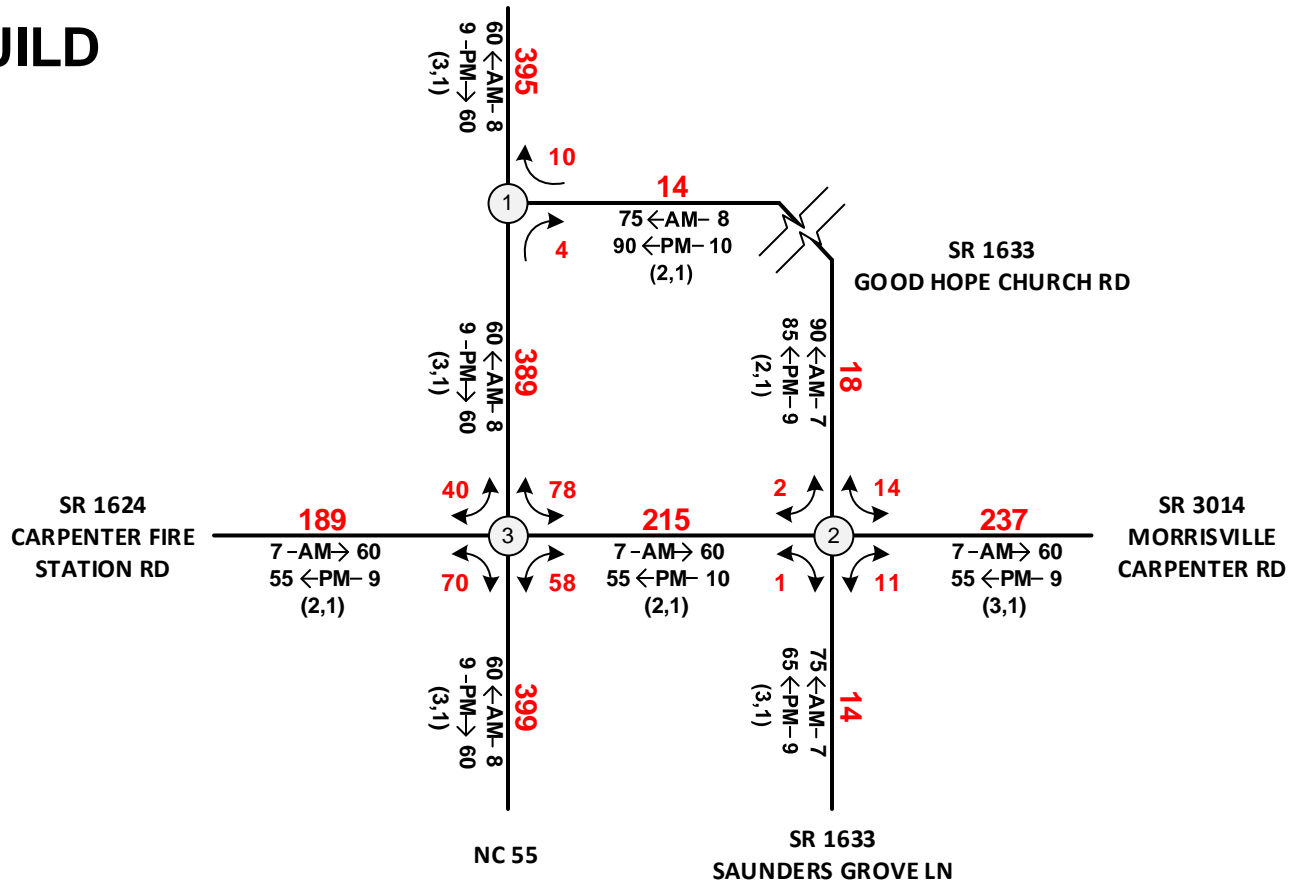 UILD
395
60 ←AM– 8
9 –PM→ 60
(3,1)
10
1
14
75 ←AM– 8
90 ←PM– 10
(2,1)
4
SR 1633
GOOD HOPE CHURCH RD
389
60 ←AM– 8
9 –PM→ 60
(3,1)
18
90 ←AM– 7
85 ←PM– 9
(2,1)
SR 1624
CARPENTER FIRE
STATION RD
189
7 –AM→ 60
55 ←PM– 9
(2,1)
40
78
3
70
58
215
7 –AM→ 60
55 ←PM– 10
(2,1)
2
14
2
1
11
237
7 –AM→ 60
55 ←PM– 9
(3,1)
SR 3014
MORRISVILLE
CARPENTER RD
399
60 ←AM– 8
9 –PM→ 60
(3,1)
14
75 ←AM– 7
65 ←PM– 9
(3,1)
NC 55
SR 1633
SAUNDERS GROVE LN